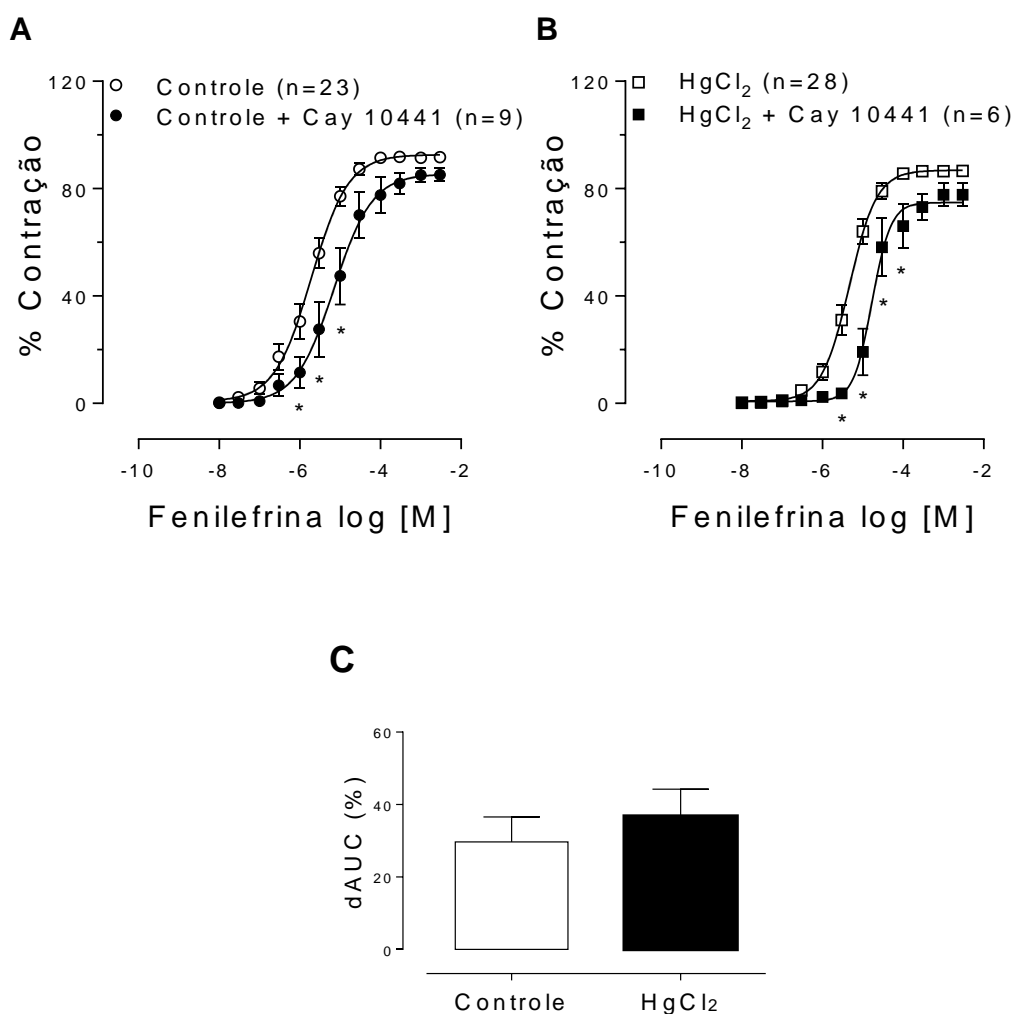 A
Controle (n=23)
Controle + Cay 10441 (n=9)
% Contração
120
80
40
0
*
*
*
-10 -8 -6 -4 -2
Fenilefrina log [M]
B
HgCl2 (n=28)
HgCl2 + Cay 10441 (n=6)
% Contração
120
80
40
0
*
*
*
*
-10 -8 -6 -4 -2
Fenilefrina log [M]
C
dAUC (%)
60
40
20
0
Controle HgCl2